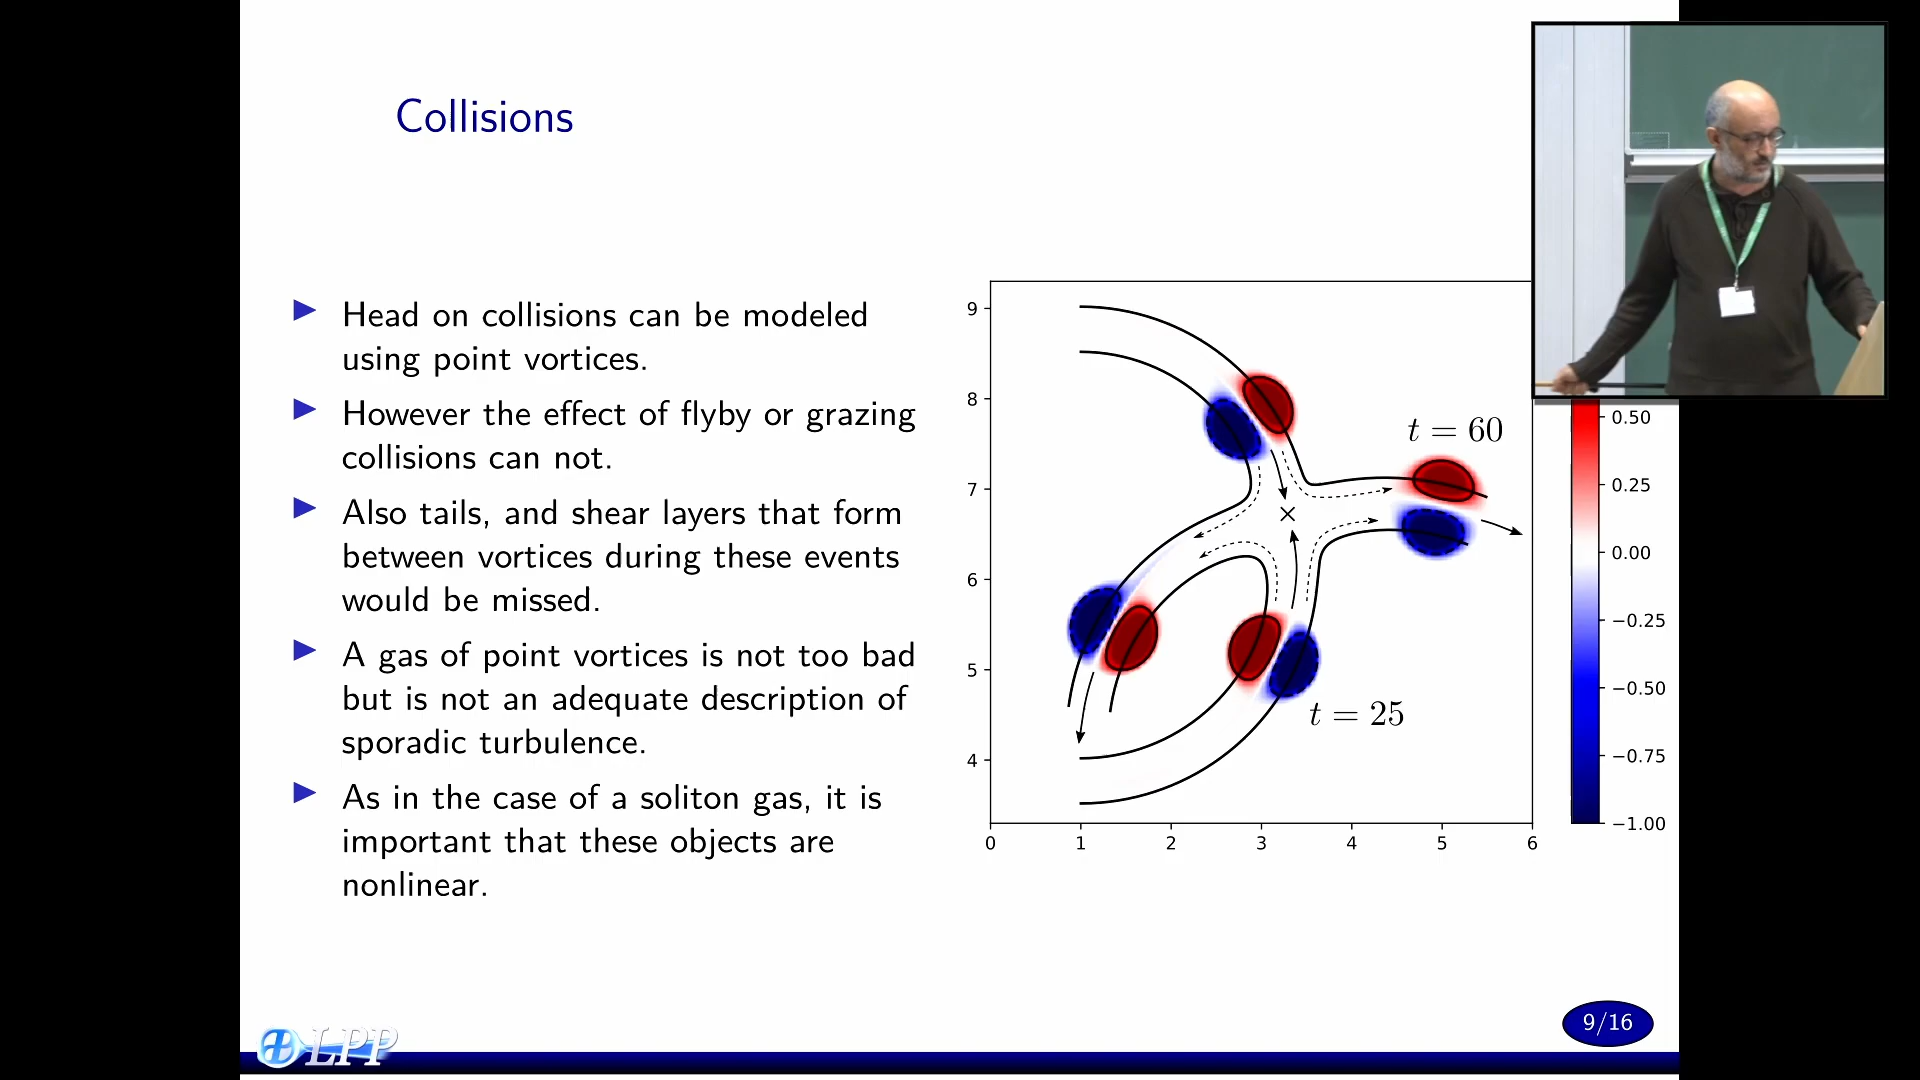 Collisions
Head on collisions can be modeled
using point vortices.
However the effect of flyby or grazing
collisions can not.
Also tails, and shear layers that form
between vortices during these events
would be missed.
A gas of point vortices is not too bad
but is not an adequate description of
sporadic turbulence.
As in the case of a soliton gas, it is
important that these objects are
nonlinear.
9
8
7
6
5
4
0 1 2 3 4 5 6
t = 60
t = 25
0.50
0.25
0.00
−0.25
−0.50
−0.75
−1.00
LPP
9/16